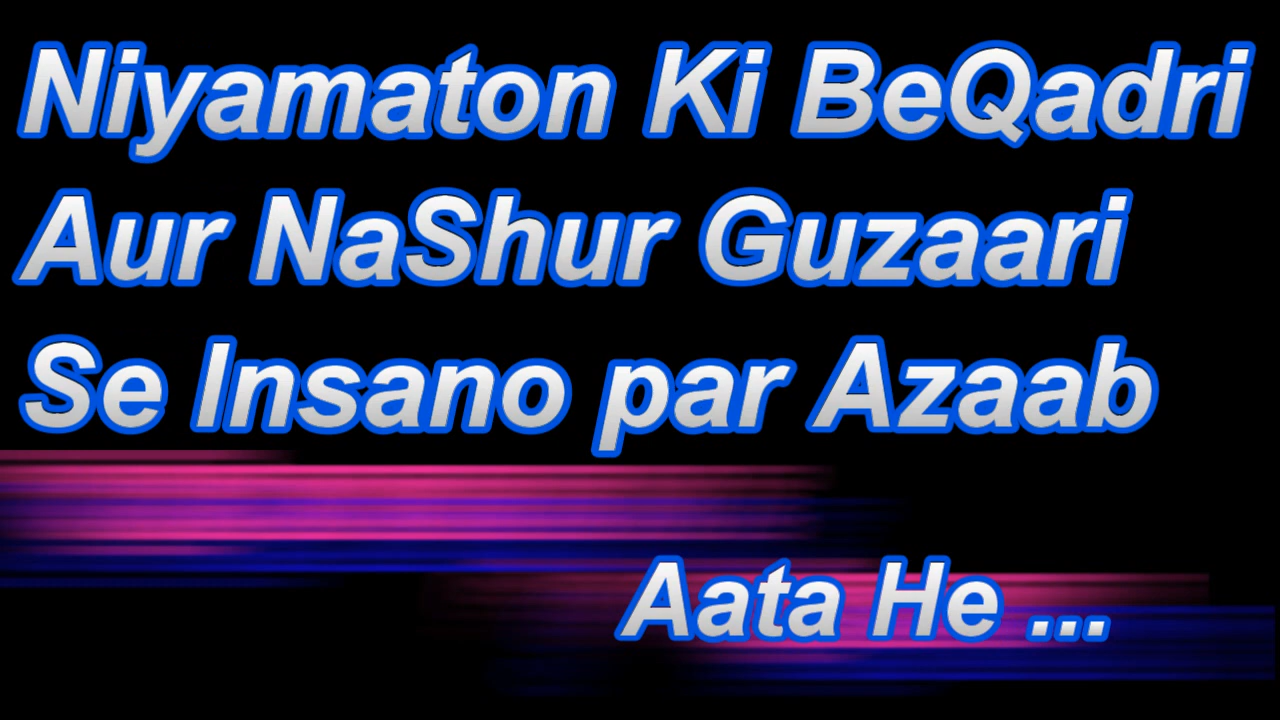 Niyamaton Ki BeQadri
Aur NaShur Guzaari
Se Insano par Azaab
Aata He ...